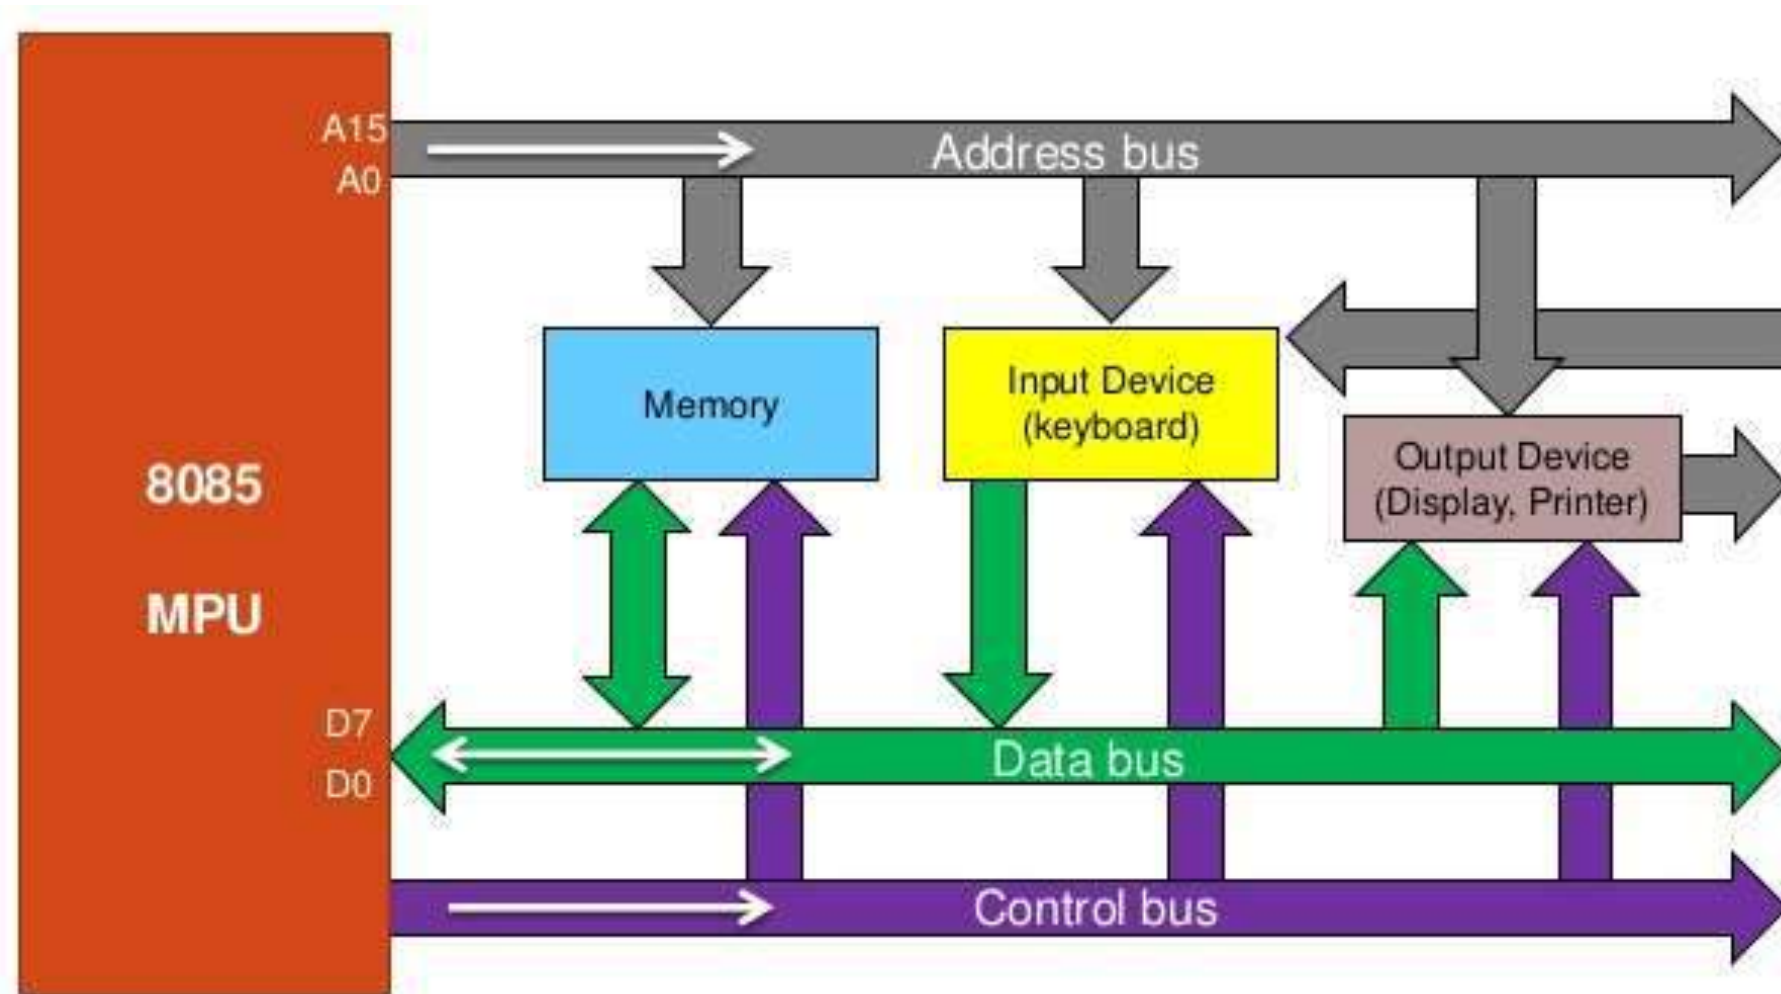 A15
A0
Address bus
Memory
Input Device
(keyboard)
Output Device
(Display, Printer)
8085
MPU
D7
D0
Data bus
Control bus